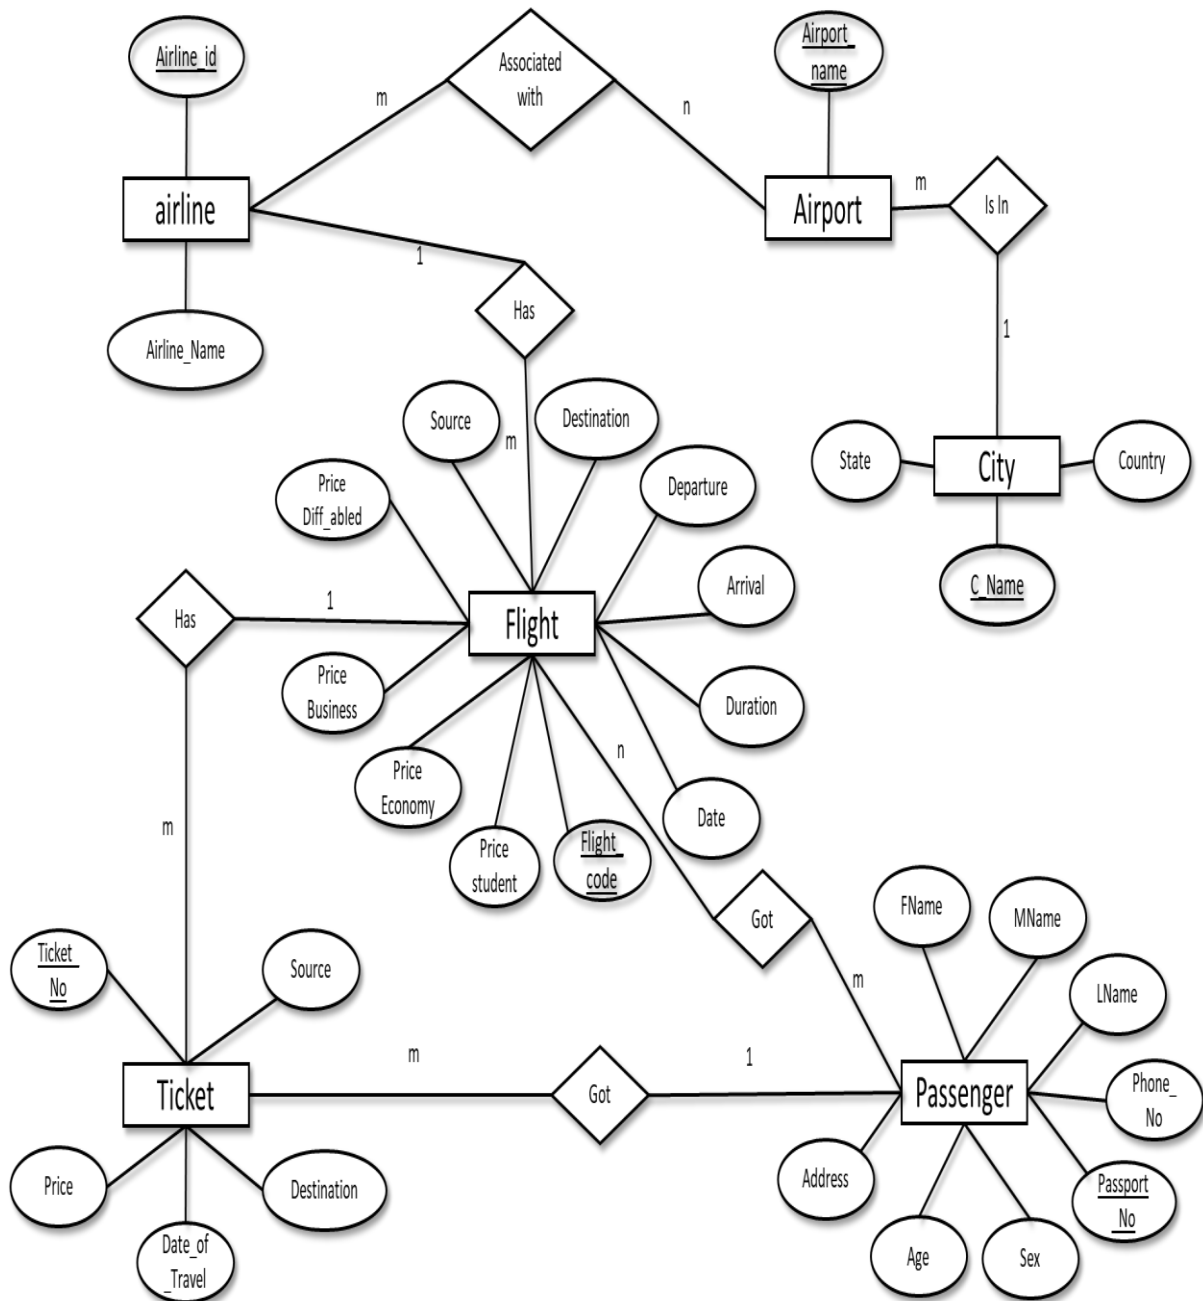 Airline_id
Associated
with
Airport_
name
m
n
airline
Airport
m
Is In
1
Has
1
Airline_Name
Source
m
Destination
State
City
Country
Price
Diff_abled
Departure
C_Name
Arrival
Has
1
Flight
Price
Business
Duration
n
Price
Economy
Date
m
Price
student
Flight_
code
Got
FName
MName
Ticket_
No
Source
m
LName
Ticket
m
Got
1
Passenger
Phone_
No
Price
Destination
Address
Passport
_No
Date_of
_Travel
Age
Sex